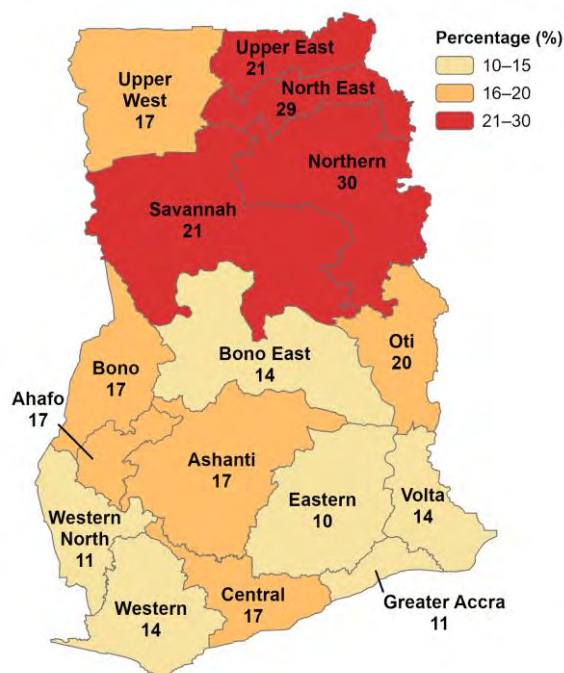 Percentage (%)
10–15
16–20
21–30
Upper East
21
North East
29
Upper
West
17
Northern
30
Savannah
21
Oti
20
Bono East
14
Bono
17
Ahafo
17
Ashanti
17
Eastern
10
Volta
14
Western
North
11
Central
17
Greater Accra
11
Western
14